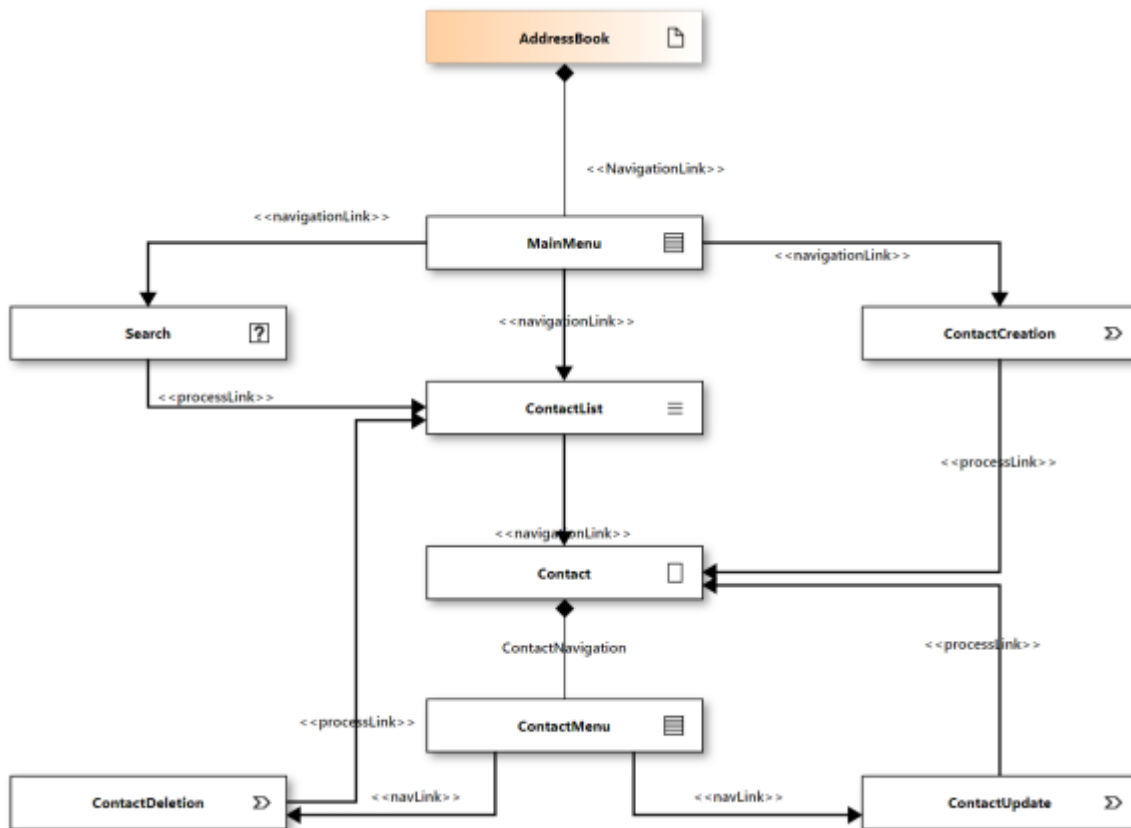 AddressBook
<<NavigationLink>>
<<navigationLink>>
MainMenu
<<navigationLink>>
Search
?
<<navigationLink>>
ContactCreation
<<processLink>>
ContactList
<<processLink>>
<<navigationLink>>
Contact
ContactNavigation
<<processLink>>
<<processLink>>
ContactMenu
ContactDeletion
<<navLink>>
<<navLink>>
ContactUpdate